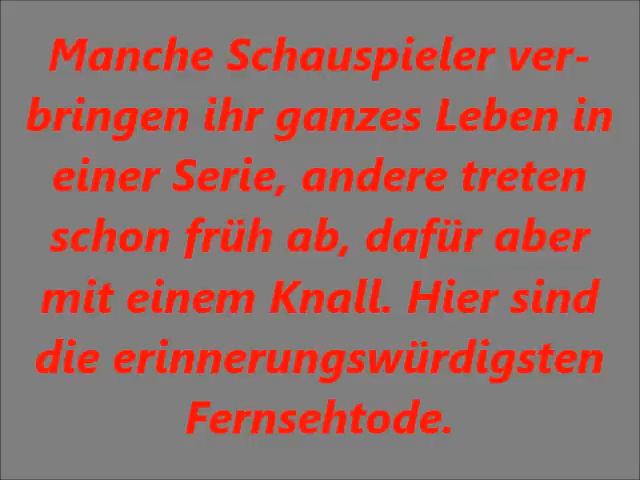 Manche Schauspieler ver-
bringen ihr ganzes Leben in
einer Serie, andere treten
schon früh ab, dafür aber
mit einem Knall. Hier sind
die erinnerungswürdigsten
Fernsehtode.